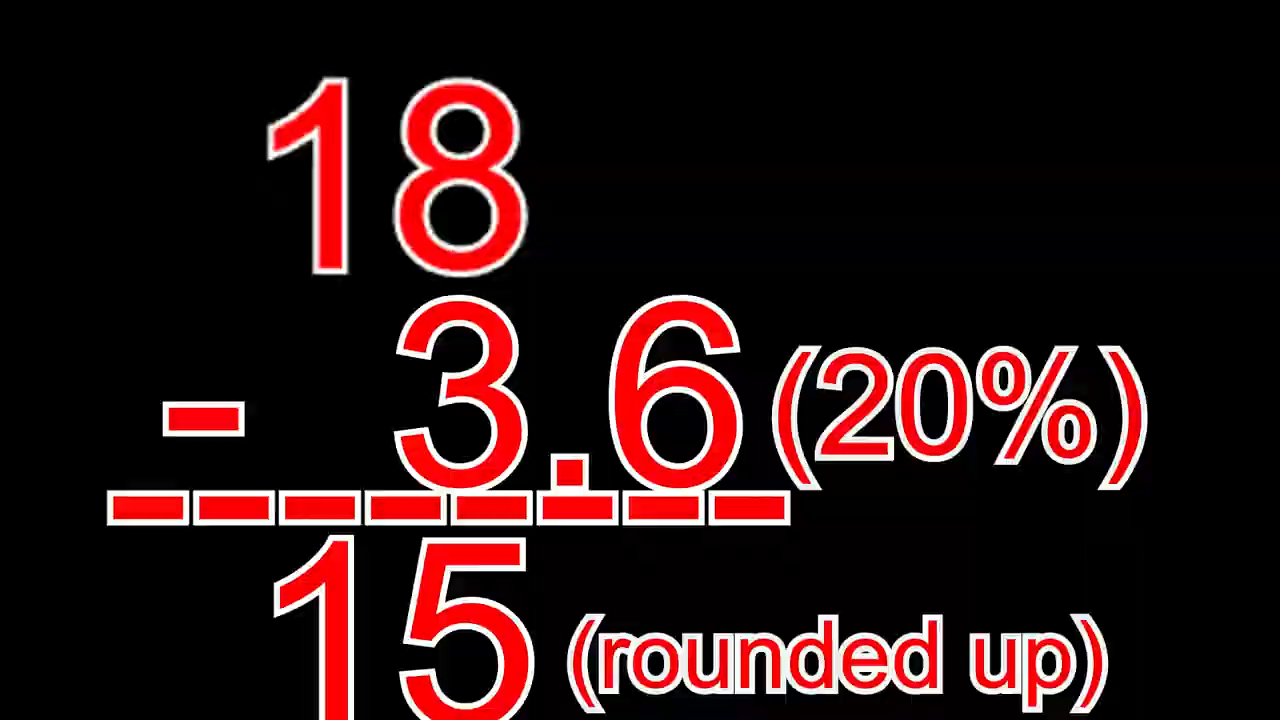 18
- 3.6 (20%)
--------
15 (rounded up)